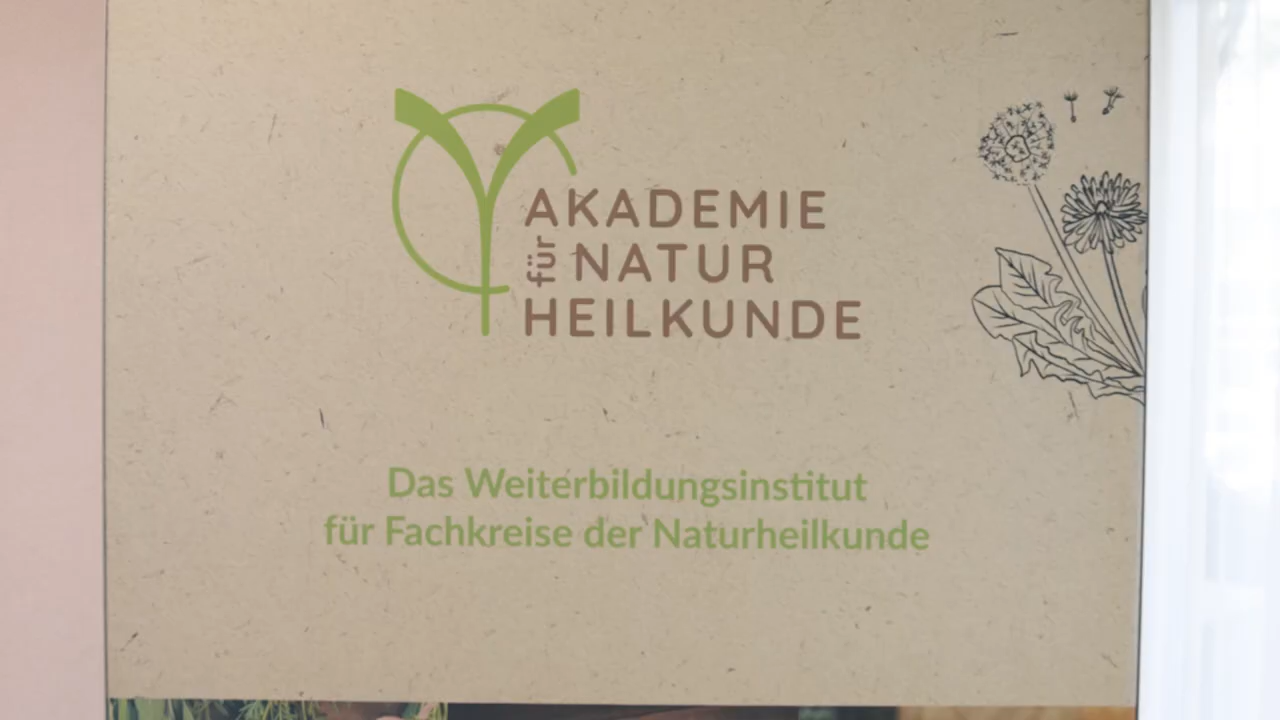 AKADEMIE
für NATUR
HEILKUNDE
Das Weiterbildungsinstitut
für Fachkreise der Naturheilkunde